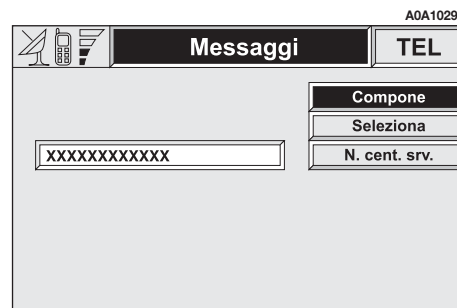 A0A1029
Messaggi TEL
Compone
Seleziona
XXXXXXXXXXXX N. cent. srv.